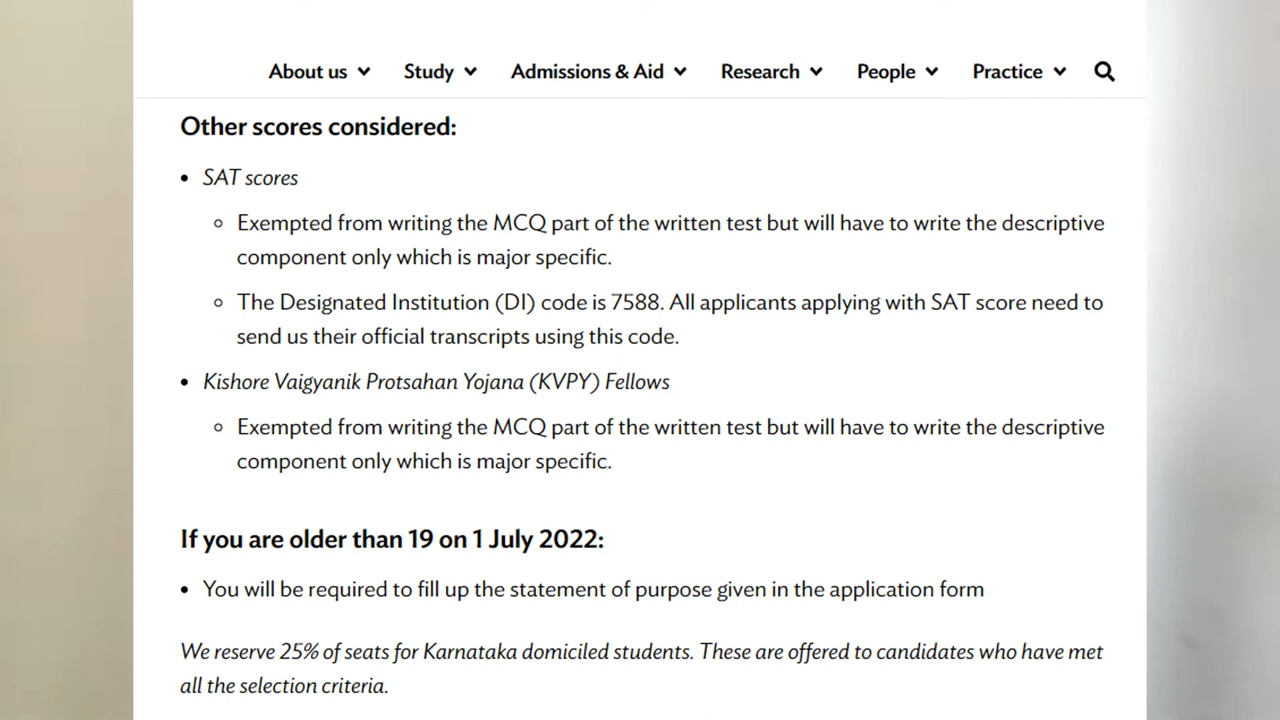 About us Study Admissions & Aid Research People Practice
Other scores considered:
• SAT scores
◦ Exempted from writing the MCQ part of the written test but will have to write the descriptive
component only which is major specific.
◦ The Designated Institution (DI) code is 7588. All applicants applying with SAT score need to
send us their official transcripts using this code.
• Kishore Vaigyanik Protsahan Yojana (KVPY) Fellows
◦ Exempted from writing the MCQ part of the written test but will have to write the descriptive
component only which is major specific.
If you are older than 19 on 1 July 2022:
• You will be required to fill up the statement of purpose given in the application form
We reserve 25% of seats for Karnataka domiciled students. These are offered to candidates who have met
all the selection criteria.